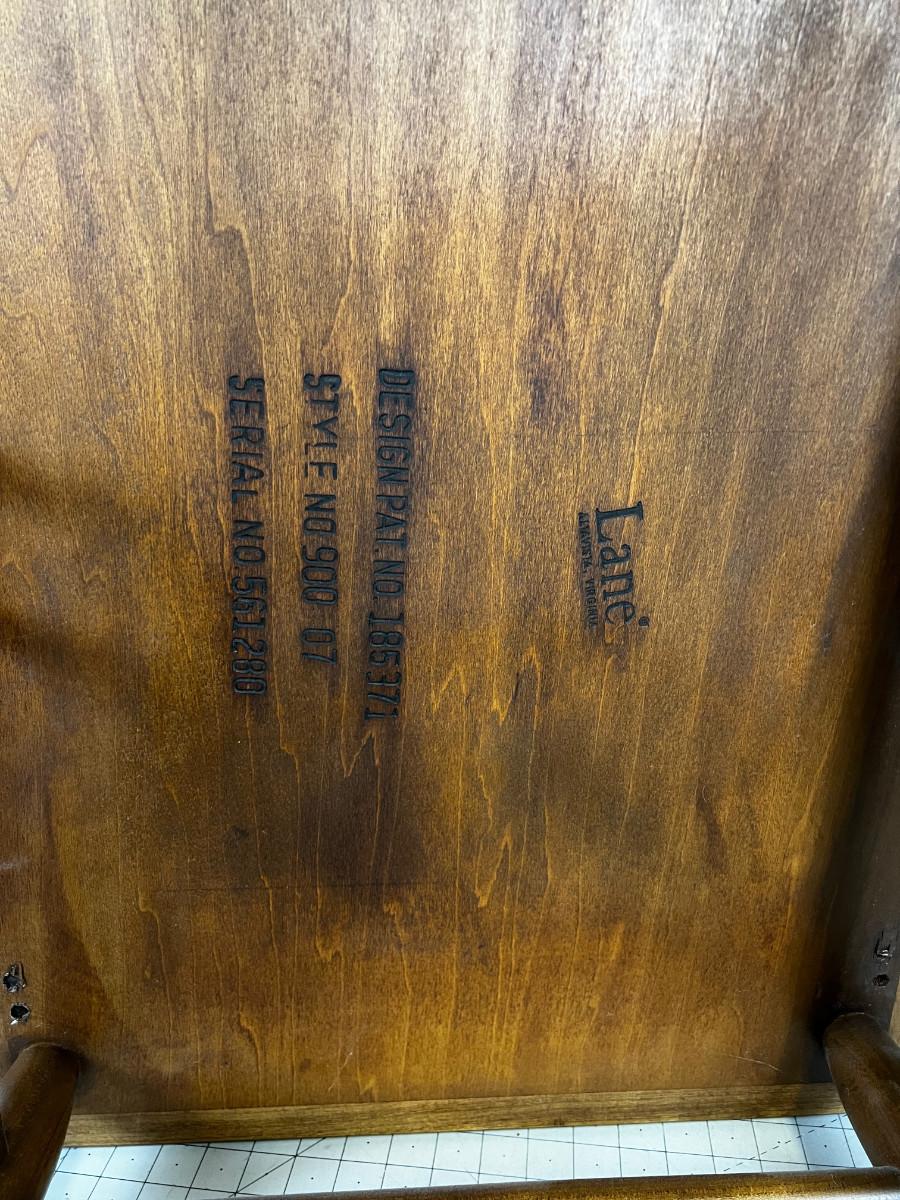 Lane
ALTAVISTA, VIRGINIA
DESIGN PAT.NO. 185371
STYLE NO 900 07
SERIAL NO 561280